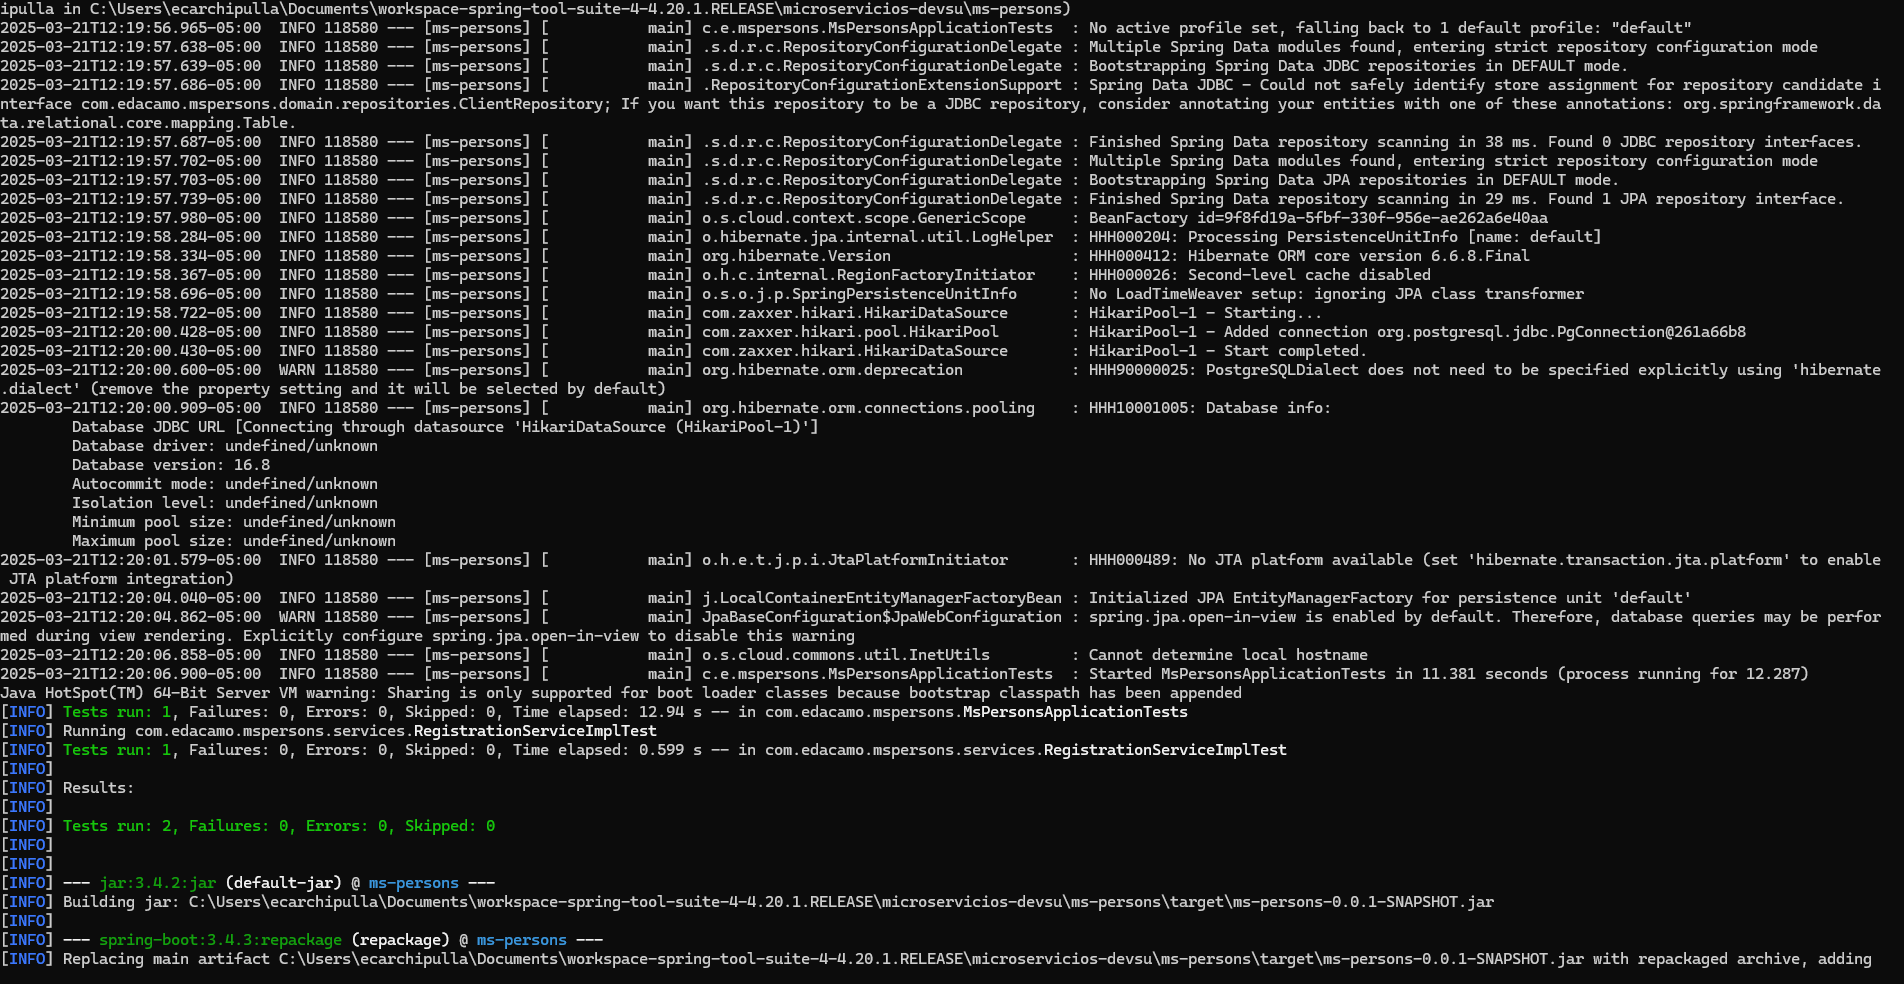 ipulla in C:\Users\ecarchipulla\Documents\workspace-spring-tool-suite-4-4.20.1.RELEASE\microservicios-devsu\ms-persons)
2025-03-21T12:19:56.965-05:00  INFO 118580 --- [ms-persons] [           main] c.e.mspersons.MsPersonsApplicationTests  : No active profile set, falling back to 1 default profile: "default"
2025-03-21T12:19:57.638-05:00  INFO 118580 --- [ms-persons] [           main] .s.d.r.c.RepositoryConfigurationDelegate : Multiple Spring Data modules found, entering strict repository configuration mode
2025-03-21T12:19:57.639-05:00  INFO 118580 --- [ms-persons] [           main] .s.d.r.c.RepositoryConfigurationDelegate : Bootstrapping Spring Data JDBC repositories in DEFAULT mode.
2025-03-21T12:19:57.686-05:00  INFO 118580 --- [ms-persons] [           main] .RepositoryConfigurationExtensionSupport : Spring Data JDBC - Could not safely identify store assignment for repository candidate i
nterface com.edacamo.mspersons.domain.repositories.ClientRepository; If you want this repository to be a JDBC repository, consider annotating your entities with one of these annotations: org.springframework.da
ta.relational.core.mapping.Table.
2025-03-21T12:19:57.687-05:00  INFO 118580 --- [ms-persons] [           main] .s.d.r.c.RepositoryConfigurationDelegate : Finished Spring Data repository scanning in 38 ms. Found 0 JDBC repository interfaces.
2025-03-21T12:19:57.702-05:00  INFO 118580 --- [ms-persons] [           main] .s.d.r.c.RepositoryConfigurationDelegate : Multiple Spring Data modules found, entering strict repository configuration mode
2025-03-21T12:19:57.703-05:00  INFO 118580 --- [ms-persons] [           main] .s.d.r.c.RepositoryConfigurationDelegate : Bootstrapping Spring Data JPA repositories in DEFAULT mode.
2025-03-21T12:19:57.739-05:00  INFO 118580 --- [ms-persons] [           main] .s.d.r.c.RepositoryConfigurationDelegate : Finished Spring Data repository scanning in 29 ms. Found 1 JPA repository interface.
2025-03-21T12:19:57.980-05:00  INFO 118580 --- [ms-persons] [           main] o.s.cloud.context.scope.GenericScope     : BeanFactory id=9f8fd19a-5fbf-330f-956e-ae262a6e40aa
2025-03-21T12:19:58.284-05:00  INFO 118580 --- [ms-persons] [           main] o.hibernate.jpa.internal.util.LogHelper  : HHH000204: Processing PersistenceUnitInfo [name: default]
2025-03-21T12:19:58.334-05:00  INFO 118580 --- [ms-persons] [           main] org.hibernate.Version                    : HHH000412: Hibernate ORM core version 6.6.8.Final
2025-03-21T12:19:58.367-05:00  INFO 118580 --- [ms-persons] [           main] o.h.c.internal.RegionFactoryInitiator    : HHH000026: Second-level cache disabled
2025-03-21T12:19:58.696-05:00  INFO 118580 --- [ms-persons] [           main] o.s.o.j.p.SpringPersistenceUnitInfo      : No LoadTimeWeaver setup: ignoring JPA class transformer
2025-03-21T12:19:58.722-05:00  INFO 118580 --- [ms-persons] [           main] com.zaxxer.hikari.HikariDataSource       : HikariPool-1 - Starting...
2025-03-21T12:20:00.428-05:00  INFO 118580 --- [ms-persons] [           main] com.zaxxer.hikari.pool.HikariPool        : HikariPool-1 - Added connection org.postgresql.jdbc.PgConnection@261a66b8
2025-03-21T12:20:00.430-05:00  INFO 118580 --- [ms-persons] [           main] com.zaxxer.hikari.HikariDataSource       : HikariPool-1 - Start completed.
2025-03-21T12:20:00.600-05:00  WARN 118580 --- [ms-persons] [           main] org.hibernate.orm.deprecation            : HHH90000025: PostgreSQLDialect does not need to be specified explicitly using 'hibernate
.dialect' (remove the property setting and it will be selected by default)
2025-03-21T12:20:00.909-05:00  INFO 118580 --- [ms-persons] [           main] org.hibernate.orm.connections.pooling    : HHH10001005: Database info:
        Database JDBC URL [Connecting through datasource 'HikariDataSource (HikariPool-1)']
        Database driver: undefined/unknown
        Database version: 16.8
        Autocommit mode: undefined/unknown
        Isolation level: undefined/unknown
        Minimum pool size: undefined/unknown
        Maximum pool size: undefined/unknown
2025-03-21T12:20:01.579-05:00  INFO 118580 --- [ms-persons] [           main] o.h.e.t.j.p.i.JtaPlatformInitiator       : HHH000489: No JTA platform available (set 'hibernate.transaction.jta.platform' to enable
 JTA platform integration)
2025-03-21T12:20:04.040-05:00  INFO 118580 --- [ms-persons] [           main] j.LocalContainerEntityManagerFactoryBean : Initialized JPA EntityManagerFactory for persistence unit 'default'
2025-03-21T12:20:04.862-05:00  WARN 118580 --- [ms-persons] [           main] JpaBaseConfiguration$JpaWebConfiguration : spring.jpa.open-in-view is enabled by default. Therefore, database queries may be perfor
med during view rendering. Explicitly configure spring.jpa.open-in-view to disable this warning
2025-03-21T12:20:06.858-05:00  INFO 118580 --- [ms-persons] [           main] o.s.cloud.commons.util.InetUtils         : Cannot determine local hostname
2025-03-21T12:20:06.900-05:00  INFO 118580 --- [ms-persons] [           main] c.e.mspersons.MsPersonsApplicationTests  : Started MsPersonsApplicationTests in 11.381 seconds (process running for 12.287)
Java HotSpot(TM) 64-Bit Server VM warning: Sharing is only supported for boot loader classes because bootstrap classpath has been appended
[INFO] Tests run: 1, Failures: 0, Errors: 0, Skipped: 0, Time elapsed: 12.94 s -- in com.edacamo.mspersons.MsPersonsApplicationTests
[INFO] Running com.edacamo.mspersons.services.RegistrationServiceImplTest
[INFO] Tests run: 1, Failures: 0, Errors: 0, Skipped: 0, Time elapsed: 0.599 s -- in com.edacamo.mspersons.services.RegistrationServiceImplTest
[INFO]
[INFO] Results:
[INFO]
[INFO] Tests run: 2, Failures: 0, Errors: 0, Skipped: 0
[INFO]
[INFO]
[INFO] --- jar:3.4.2:jar (default-jar) @ ms-persons ---
[INFO] Building jar: C:\Users\ecarchipulla\Documents\workspace-spring-tool-suite-4-4.20.1.RELEASE\microservicios-devsu\ms-persons\target\ms-persons-0.0.1-SNAPSHOT.jar
[INFO]
[INFO] --- spring-boot:3.4.3:repackage (repackage) @ ms-persons ---
[INFO] Replacing main artifact C:\Users\ecarchipulla\Documents\workspace-spring-tool-suite-4-4.20.1.RELEASE\microservicios-devsu\ms-persons\target\ms-persons-0.0.1-SNAPSHOT.jar with repackaged archive, adding